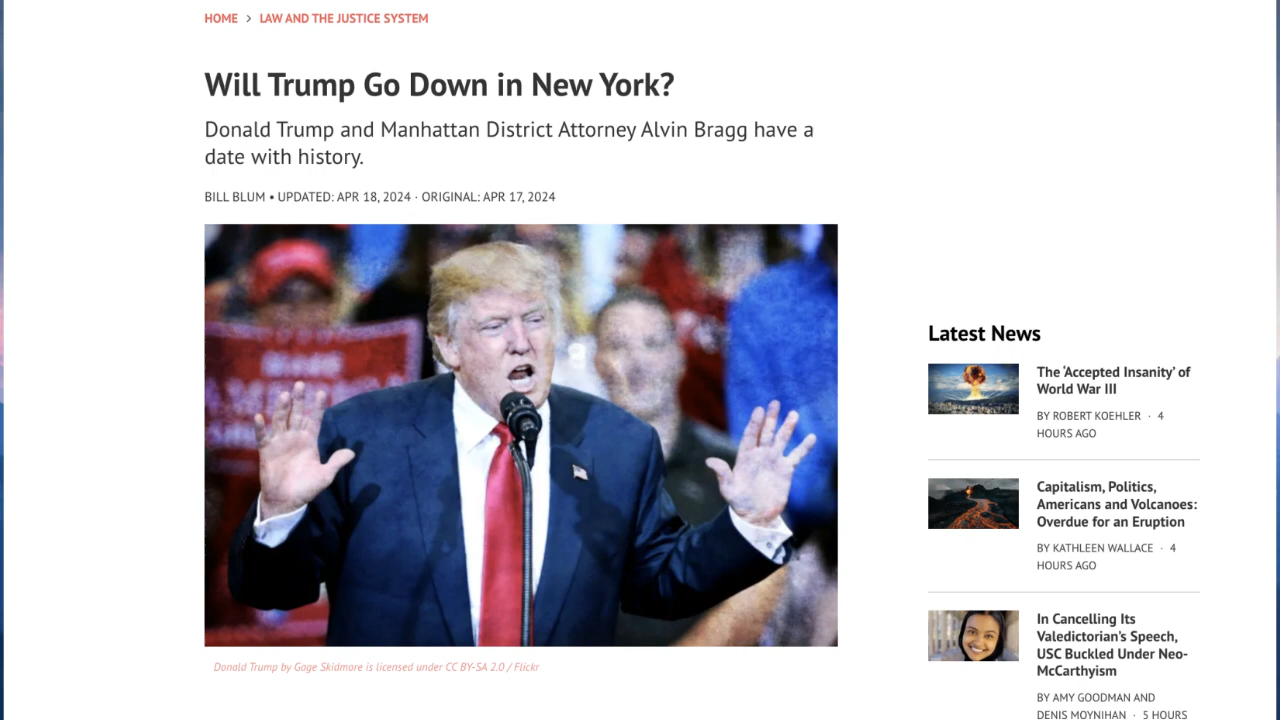 HOME > LAW AND THE JUSTICE SYSTEM
Will Trump Go Down in New York?
Donald Trump and Manhattan District Attorney Alvin Bragg have a
date with history.
BILL BLUM • UPDATED: APR 18, 2024 · ORIGINAL: APR 17, 2024
Donald Trump by Gage Skidmore is licensed under CC BY-SA 2.0 / Flickr
Latest News
The ‘Accepted Insanity’ of
World War III
BY ROBERT KOEHLER · 4
HOURS AGO
Capitalism, Politics,
Americans and Volcanoes:
Overdue for an Eruption
BY KATHLEEN WALLACE · 4
HOURS AGO
In Cancelling Its
Valedictorian's Speech,
USC Buckled Under Neo-
McCarthyism
BY AMY GOODMAN AND
DENIS MOYNIHAN · 5 HOURS